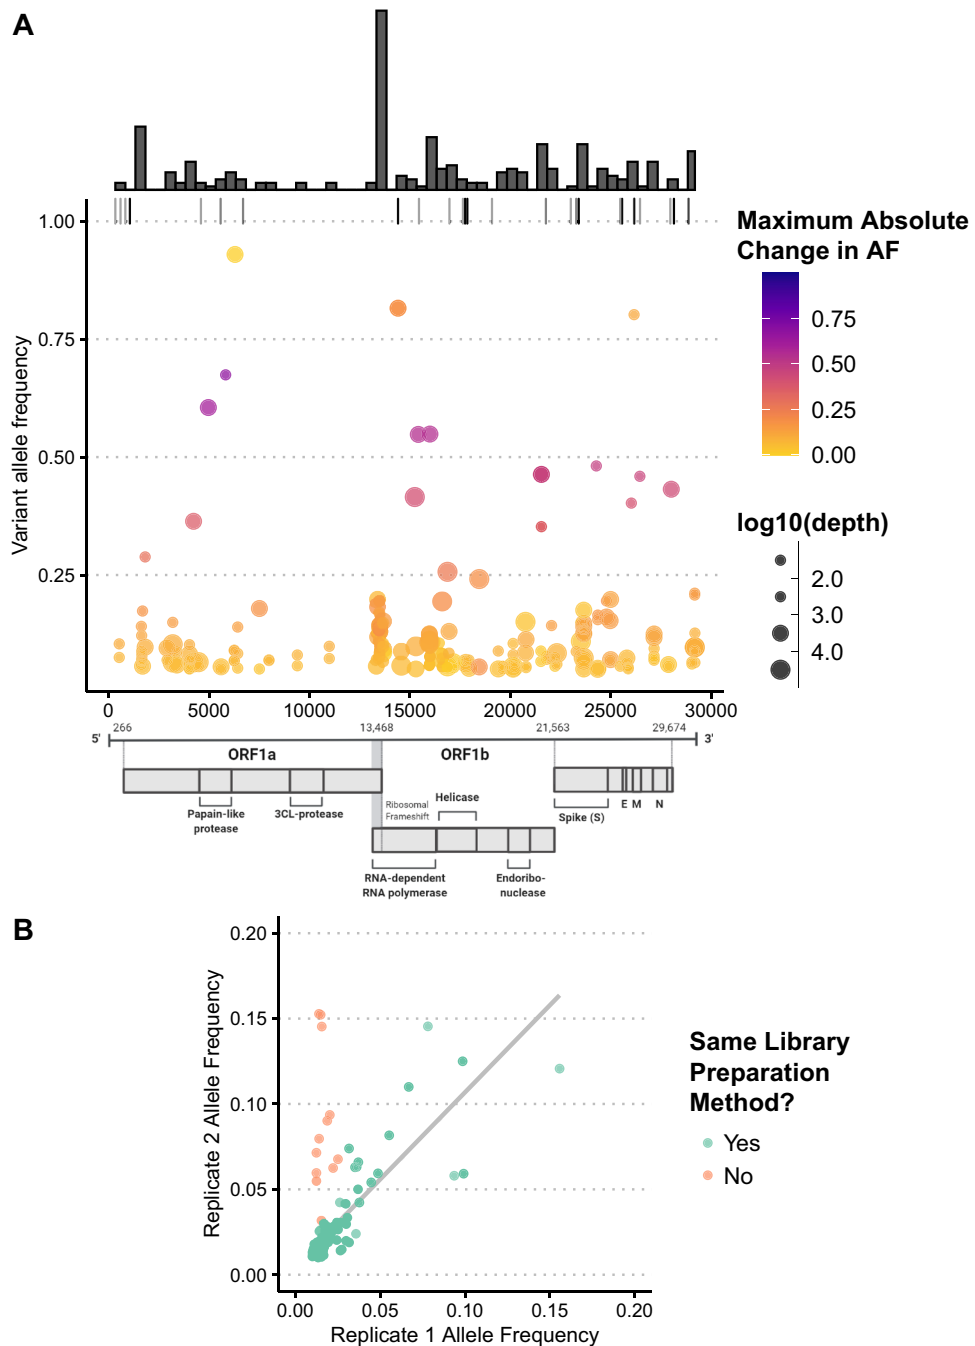 A
1.00
0.75
0.50
0.25
Variant allele frequency
0 5000 10000 15000 20000 25000 30000
Maximum Absolute
Change in AF
0.75
0.50
0.25
0.00
log10(depth)
2.0
3.0
4.0
266 13,468 21,563 29,674
5' 3'
ORF1a ORF1b
Papain-like
protease
3CL-protease
Ribosomal
Frameshift
Helicase
Spike (S)
E M N
RNA-dependent
RNA polymerase
Endoribo-
nuclease
B
0.20
0.15
0.10
0.05
0.00
Replicate 2 Allele Frequency
0.00 0.05 0.10 0.15 0.20
Replicate 1 Allele Frequency
Same Library
Preparation
Method?
Yes
No